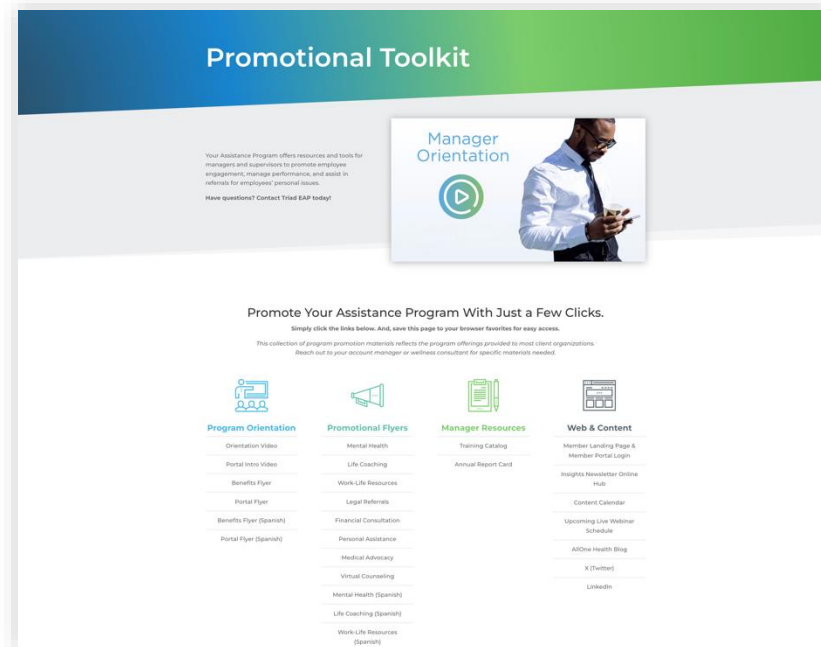 Promotional Toolkit
Your Assistance Program offers resources and tools for
managers and supervisors to promote employee
engagement, manage performance, and assist in
referrals for employees' personal issues.
Have questions? Contact Triad EAP today!
Manager
Orientation
Promote Your Assistance Program With Just a Few Clicks.
Simply click the links below. And, save this page to your browser favorites for easy access.
This collection of program promotion materials reflects the program offerings provided to most client organizations.
Reach out to your account manager or wellness consultant for specific materials needed.
Program Orientation
Orientation Video
Portal Intro Video
Benefits Flyer
Portal Flyer
Benefits Flyer (Spanish)
Portal Flyer (Spanish)
Promotional Flyers
Mental Health
Life Coaching
Work-Life Resources
Legal Referrals
Financial Consultation
Personal Assistance
Medical Advocacy
Virtual Counseling
Mental Health (Spanish)
Life Coaching (Spanish)
Work-Life Resources
(Spanish)
Manager Resources
Training Catalog
Annual Report Card
Web & Content
Member Landing Page &
Member Portal Login
Insights Newsletter Online
Hub
Content Calendar
Upcoming Live Webinar
Schedule
AllOne Health Blog
X (Twitter)
LinkedIn